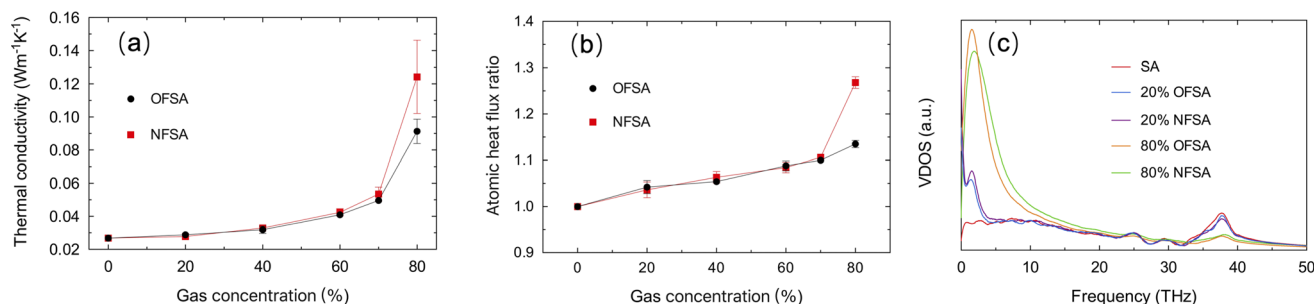 (a)
Thermal conductivity (Wm⁻¹K⁻¹)
0.16
0.14
0.12
0.10
0.08
0.06
0.04
0.02
OFSA
NFSA
0 20 40 60 80
Gas concentration (%)
(b)
Atomic heat flux ratio
1.4
1.3
1.2
1.1
1.0
0.9
OFSA
NFSA
0 20 40 60 80
Gas concentration (%)
(c)
VDOS (a.u.)
SA
20% OFSA
20% NFSA
80% OFSA
80% NFSA
0 10 20 30 40 50
Frequency (THz)